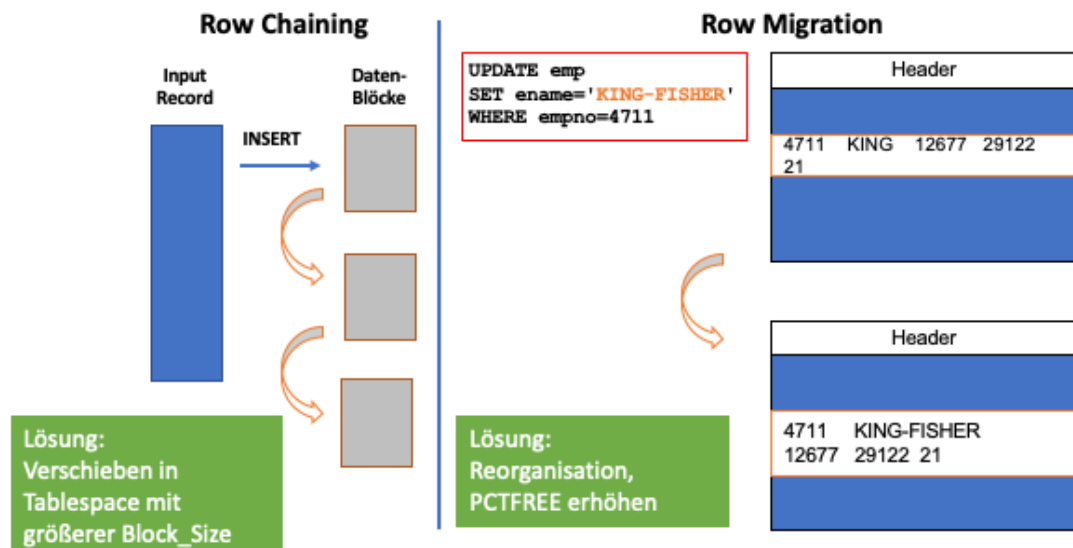 Row Chaining
Input
Record
Daten-
Blöcke
INSERT
Lösung:
Verschieben in
Tablespace mit
größerer Block_Size
Row Migration
UPDATE emp
SET ename='KING-FISHER'
WHERE empno=4711
Header
4711 KING 12677 29122
21
Header
4711 KING-FISHER
12677 29122 21
Lösung:
Reorganisation,
PCTFREE erhöhen